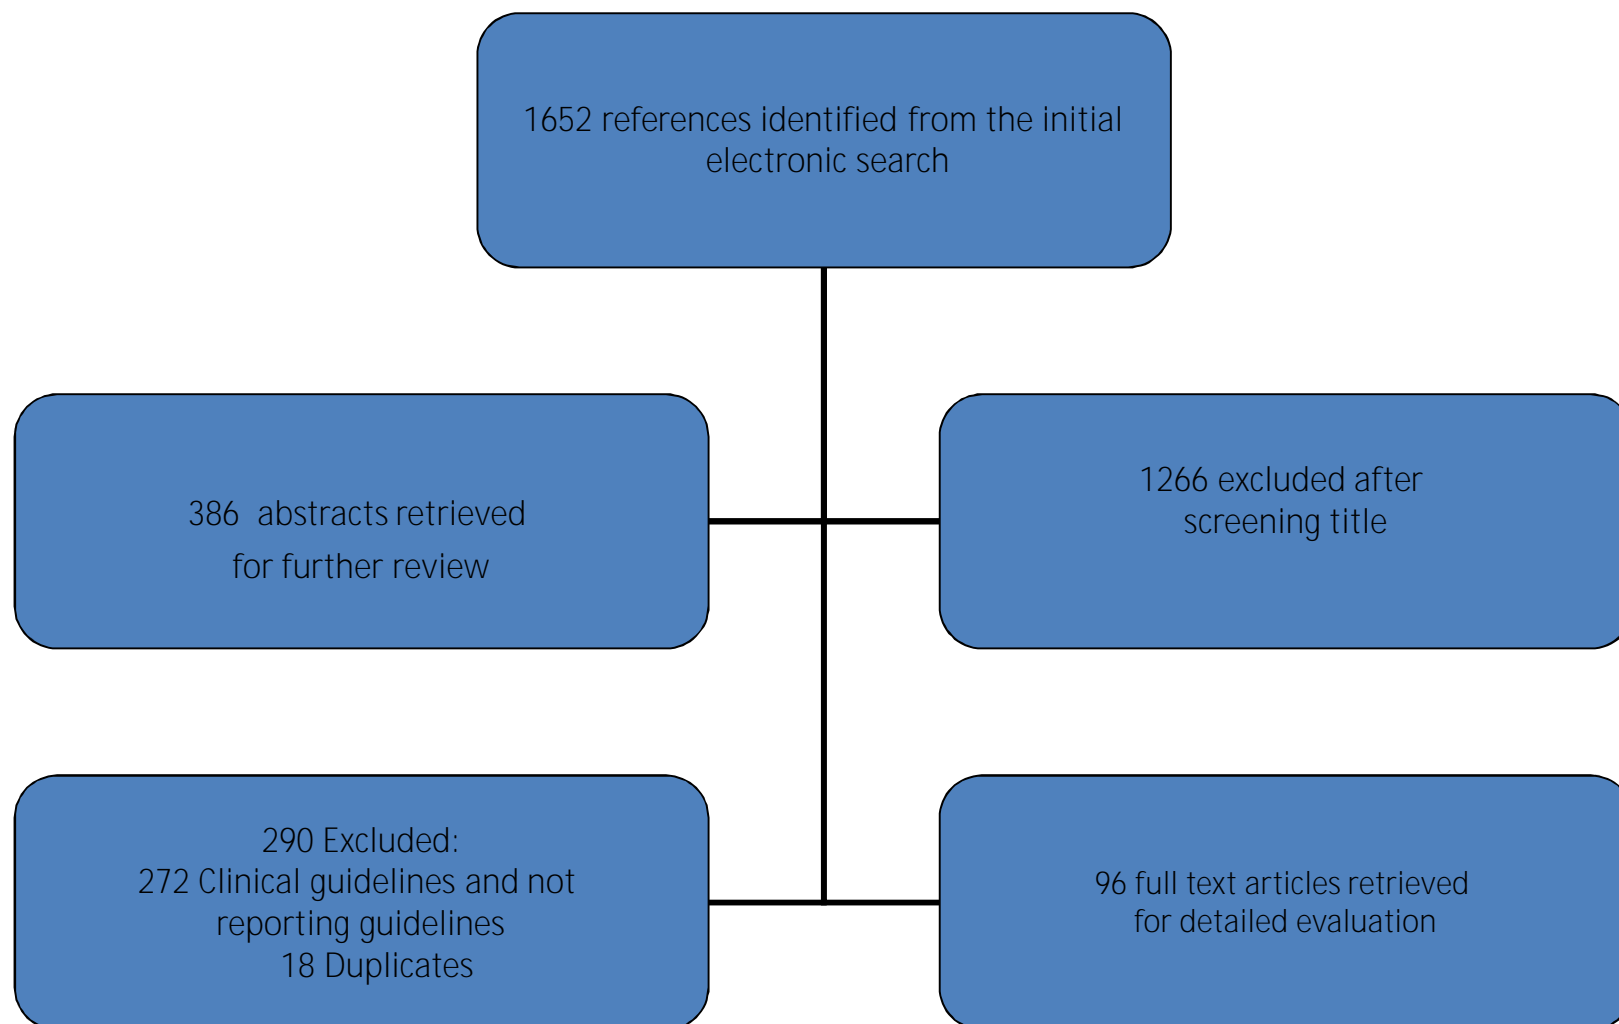 1652 references identified from the initial
electronic search
386 abstracts retrieved
for further review
1266 excluded after
screening title
290 Excluded:
272 Clinical guidelines and not
reporting guidelines
18 Duplicates
96 full text articles retrieved
for detailed evaluation